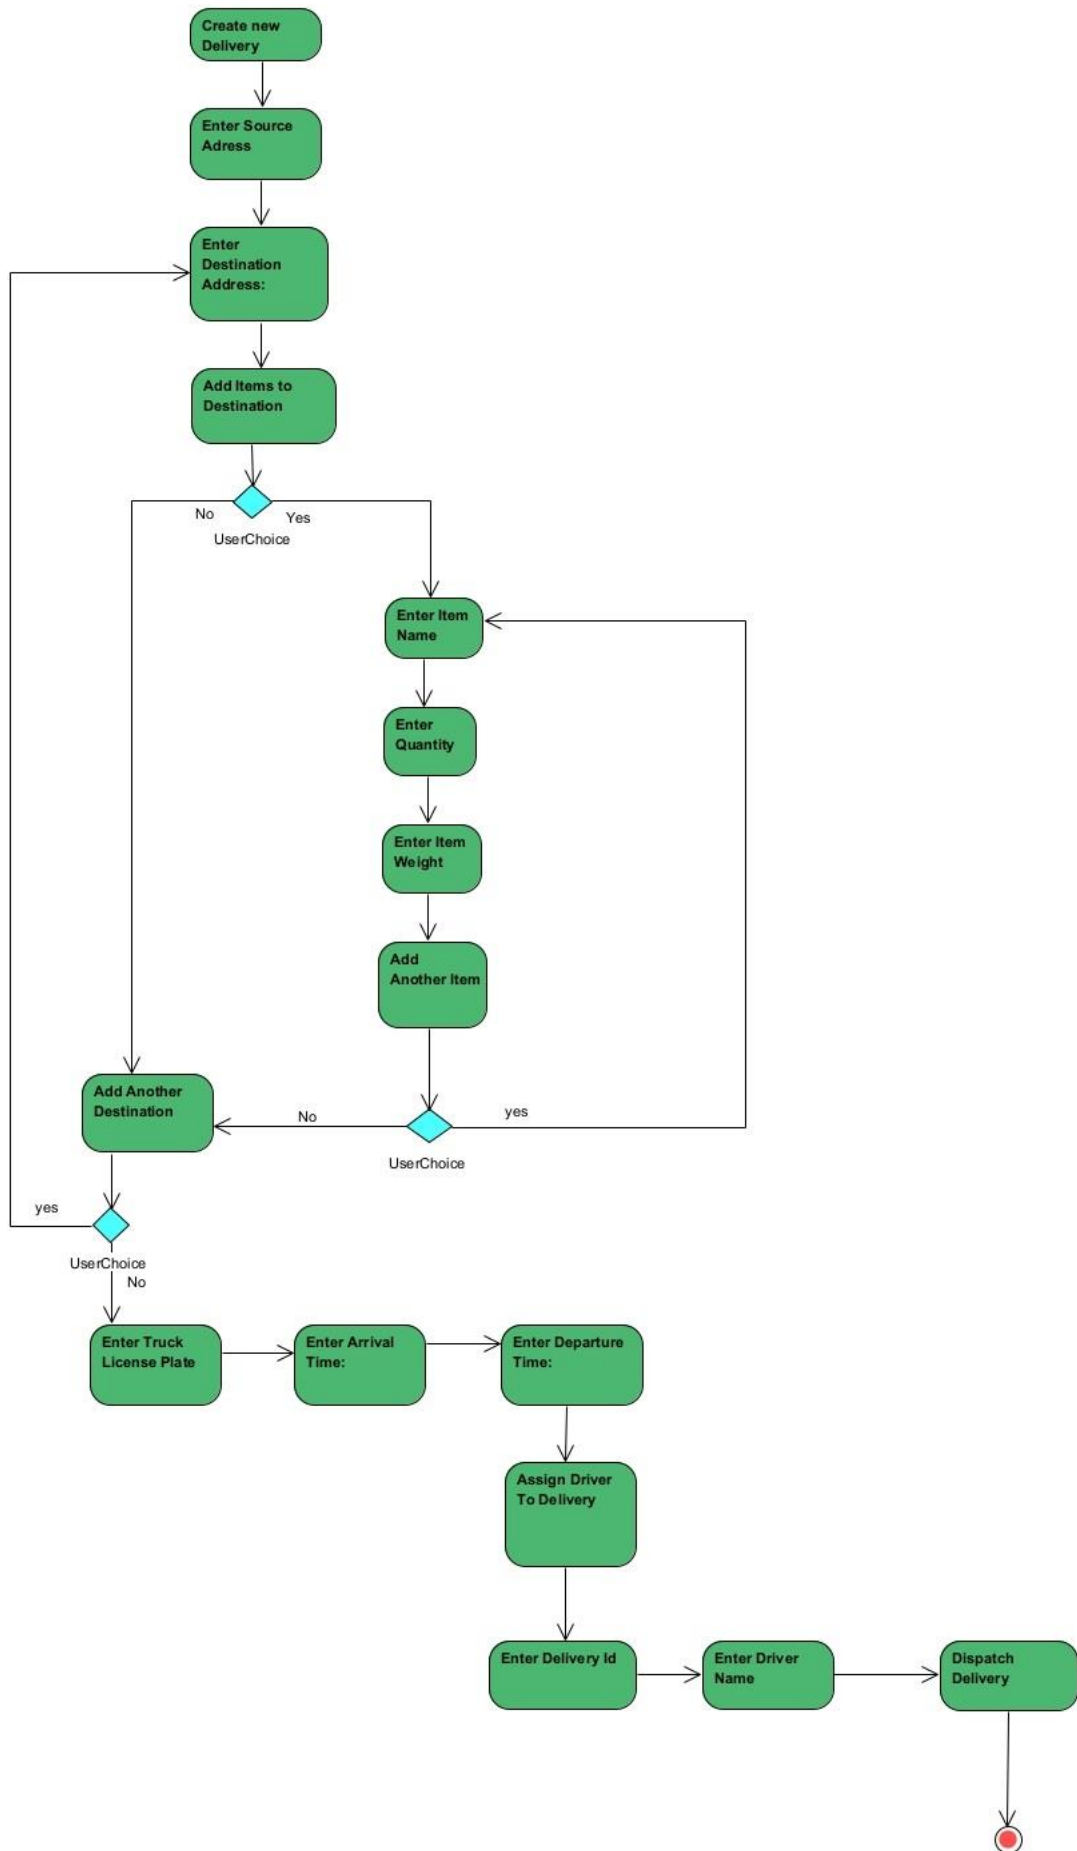 Create new
Delivery
Enter Source
Adress
Enter
Destination
Address:
Add Items to
Destination
No
Yes
UserChoice
Enter Item
Name
Enter
Quantity
Enter Item
Weight
Add
Another Item
Add Another
Destination
No
yes
UserChoice
yes
UserChoice
No
Enter Truck
License Plate
Enter Arrival
Time:
Enter Departure
Time:
Assign Driver
To Delivery
Enter Delivery Id
Enter Driver
Name
Dispatch
Delivery